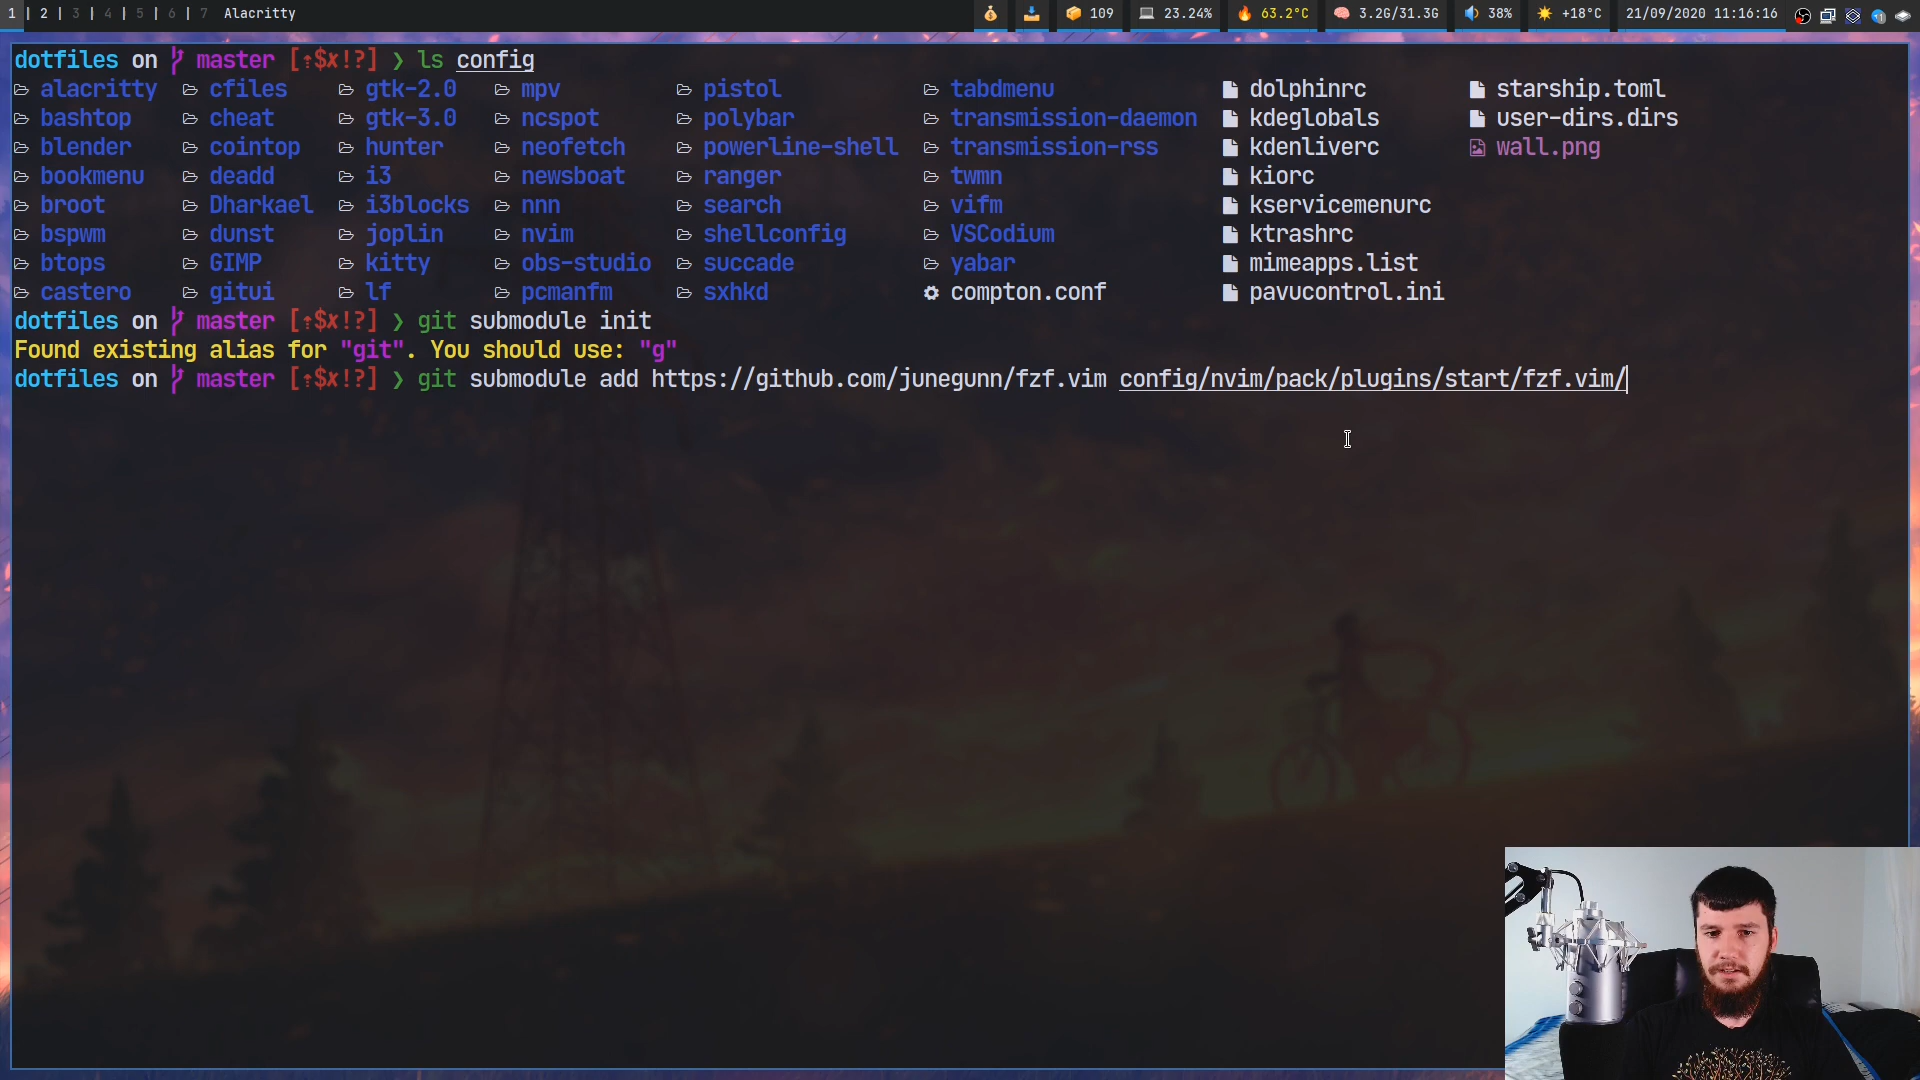 1 | 2 | 3 | 4 | 5 | 6 | 7 Alacritty 109 23.24% 63.2°C 3.2G/31.3G 38% +18°C 21/09/2020 11:16:16
dotfiles on master [⇡$✘!?] ❯ ls config
alacritty cfiles gtk-2.0 mpv pistol tabdmenu dolphinrc starship.toml
bashtop cheat gtk-3.0 ncspot polybar transmission-daemon kdeglobals user-dirs.dirs
blender cointop hunter neofetch powerline-shell transmission-rss kdenliverc wall.png
bookmenu deadd i3 newsboat ranger twmn kiorc
broot Dharkael i3blocks nnn search vifm kservicemenurc
bspwm dunst joplin nvim shellconfig VSCodium ktrashrc
btops GIMP kitty obs-studio succade yabar mimeapps.list
castero gitui lf pcmanfm sxhkd compton.conf pavucontrol.ini
dotfiles on master [⇡$✘!?] ❯ git submodule init
Found existing alias for "git". You should use: "g"
dotfiles on master [⇡$✘!?] ❯ git submodule add https://github.com/junegunn/fzf.vim config/nvim/pack/plugins/start/fzf.vim/